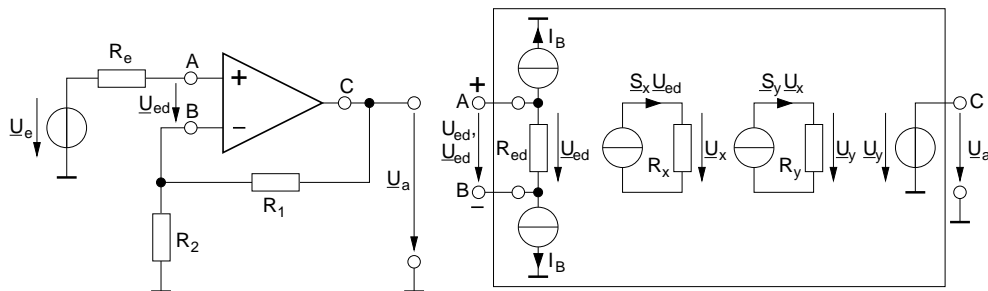 R_e
A
+
B
−
C
U_ed
U_e
R_1
R_2
U_a
I_B
+
A
U_ed,
U_ed
R_ed
U_ed
B
−
I_B
S_x U_ed
R_x
U_x
S_y U_x
R_y
U_y
U_y
C
U_a